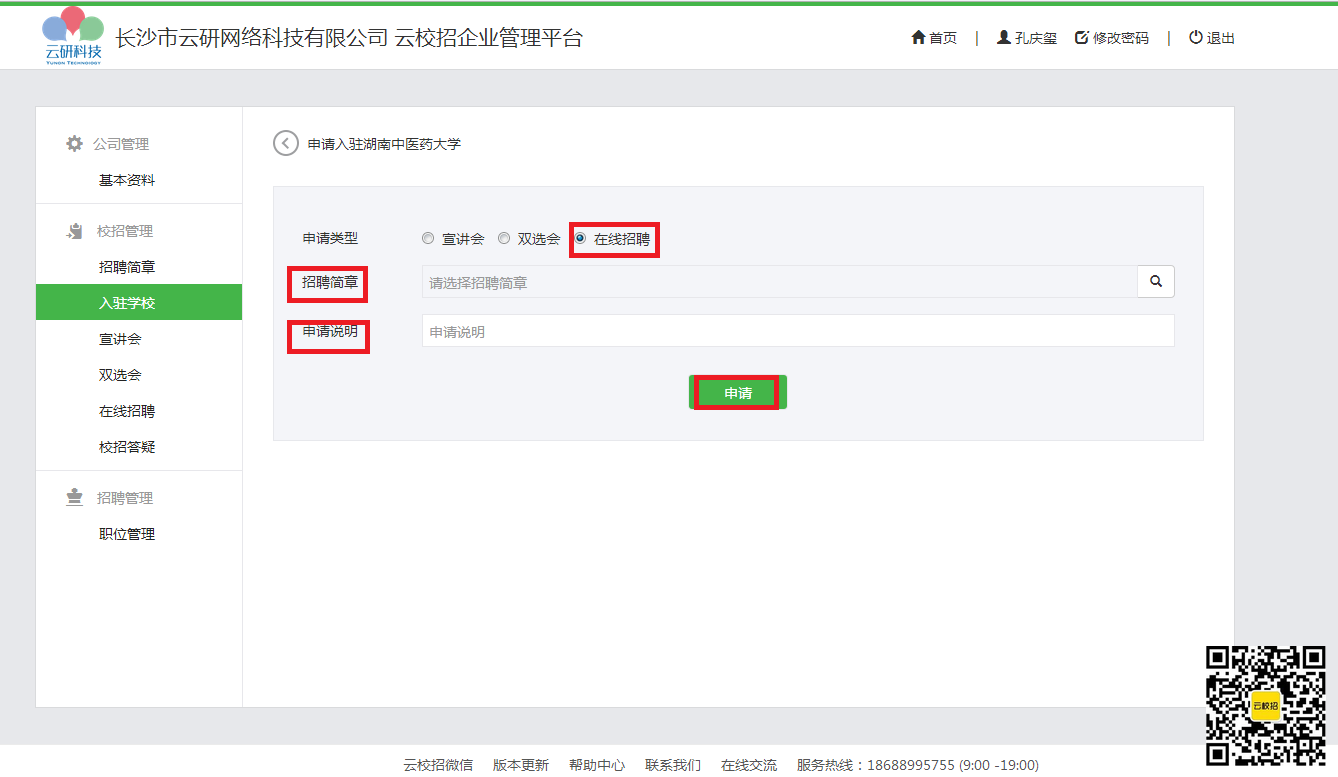 云研科技
YUNON TECHNOLOGY
长沙市云研网络科技有限公司 云校招企业管理平台
首页 | 孔庆玺 修改密码 | 退出
公司管理
基本资料
校招管理
招聘简章
入驻学校
宣讲会
双选会
在线招聘
校招答疑
招聘管理
职位管理
申请入驻湖南中医药大学
申请类型 宣讲会 双选会 在线招聘
招聘简章 请选择招聘简章
申请说明 申请说明
申请
云校招
云校招微信 版本更新 帮助中心 联系我们 在线交流 服务热线：18688995755 (9:00 -19:00)